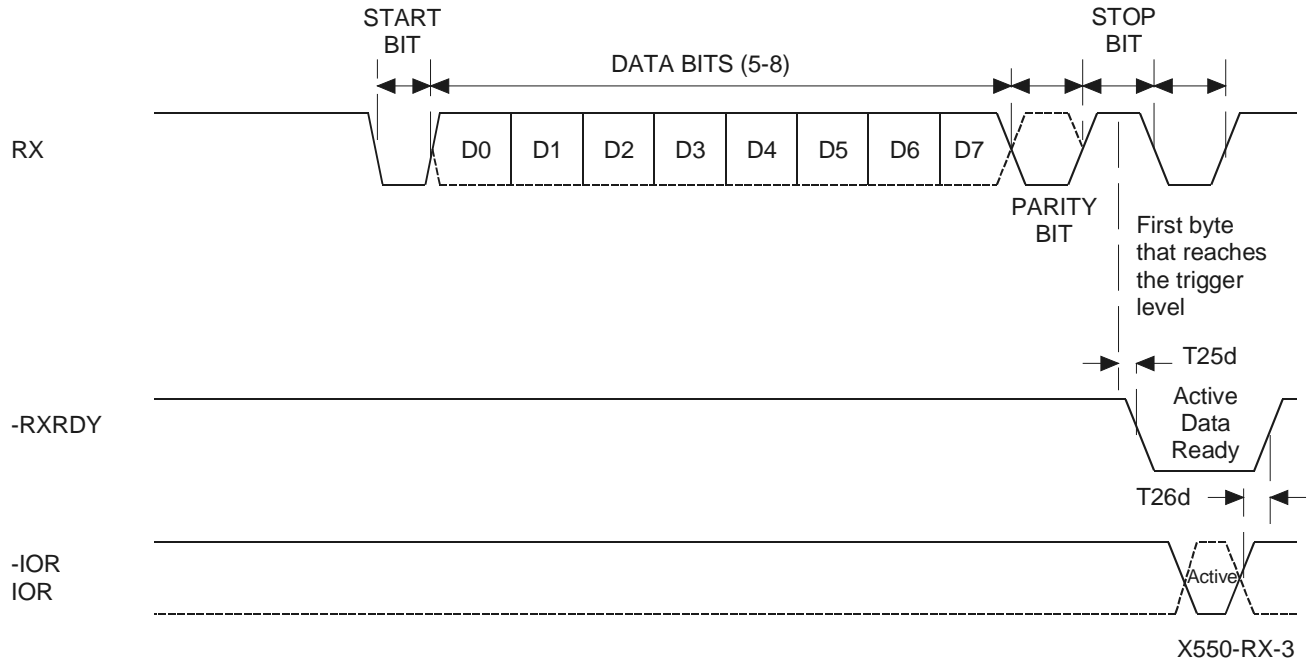 START
BIT
STOP
BIT
DATA BITS (5-8)
RX
D0 D1 D2 D3 D4 D5 D6 D7
PARITY
BIT
First byte
that reaches
the trigger
level
T25d
-RXRDY
Active
Data
Ready
T26d
-IOR
IOR
Active
X550-RX-3